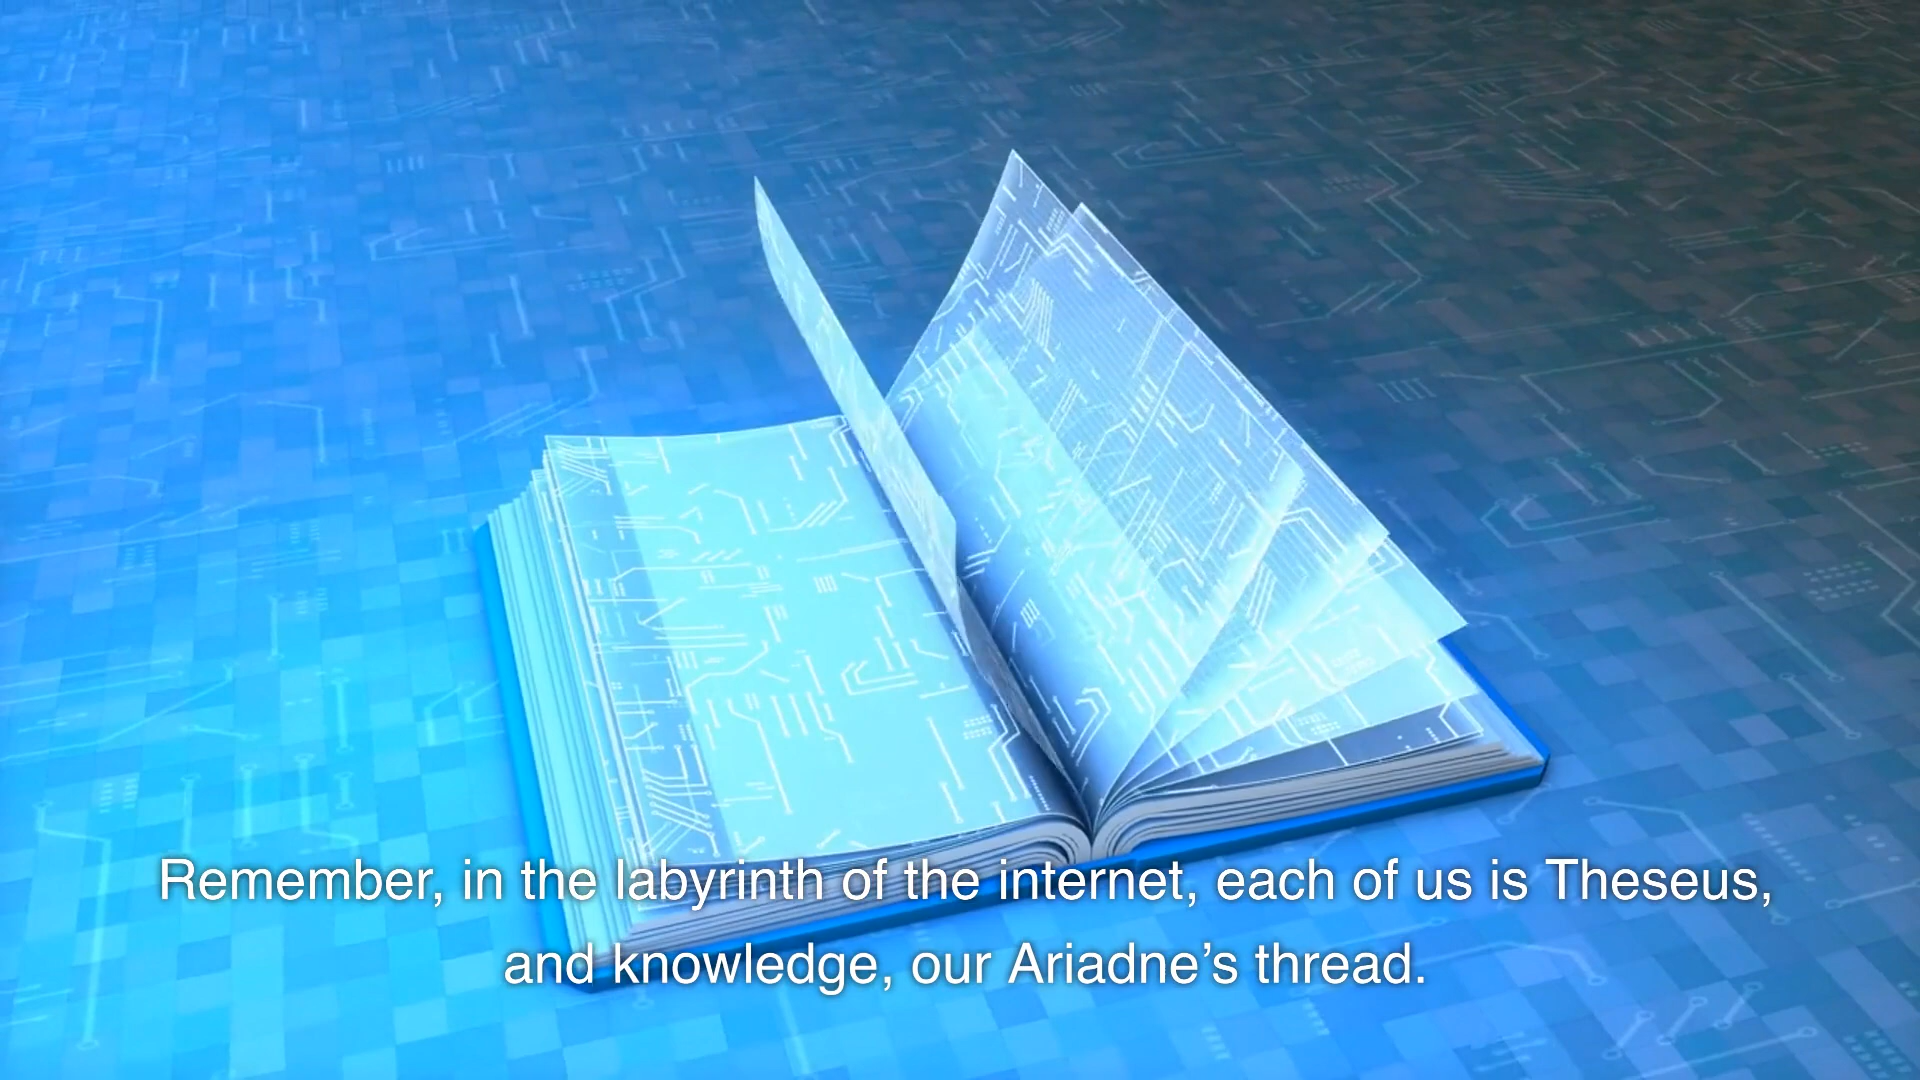 Remember, in the labyrinth of the internet, each of us is Theseus,
and knowledge, our Ariadne’s thread.